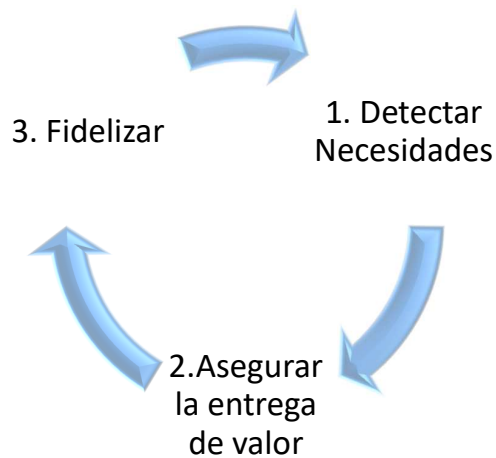 1. Detectar
Necesidades
2.Asegurar
la entrega
de valor
3. Fidelizar